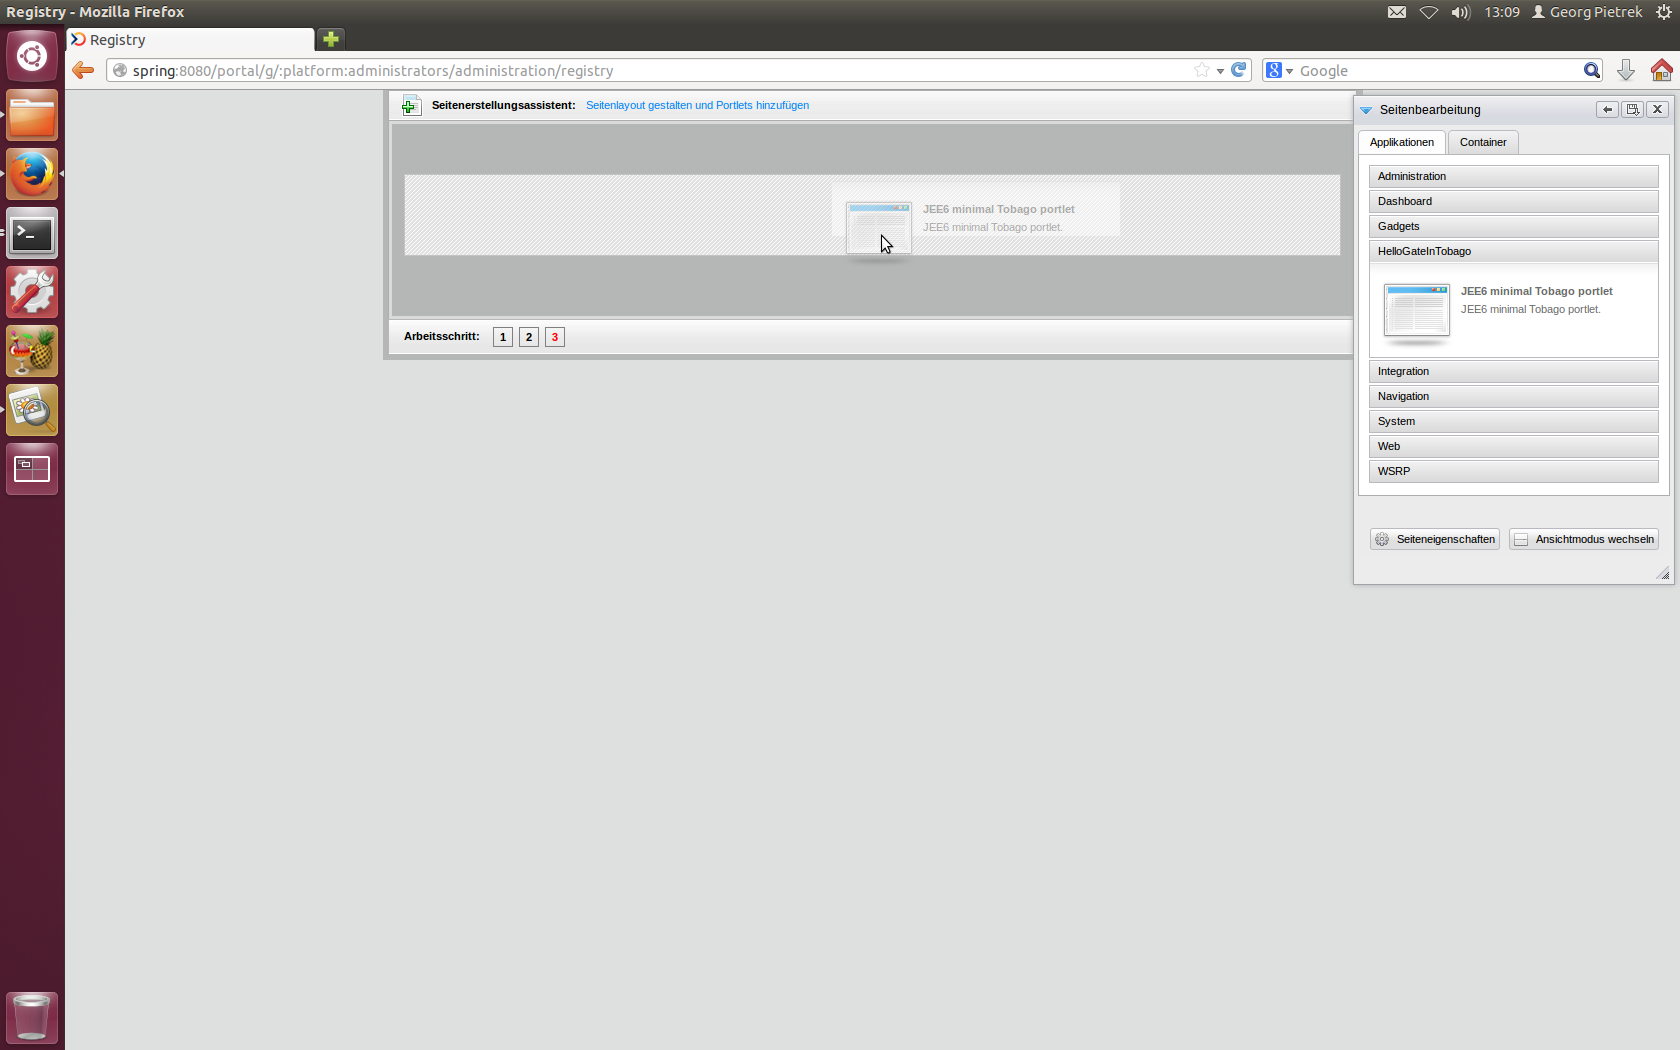 Registry - Mozilla Firefox
13:09 Georg Pietrek
Registry
spring:8080/portal/g/:platform:administrators/administration/registry
Google
Seitenerstellungsassistent: Seitenlayout gestalten und Portlets hinzufügen
JEE6 minimal Tobago portlet
JEE6 minimal Tobago portlet.
Arbeitsschritt: 1 2 3
Seitenbearbeitung
Applikationen Container
Administration
Dashboard
Gadgets
HelloGateInTobago
JEE6 minimal Tobago portlet
JEE6 minimal Tobago portlet.
Integration
Navigation
System
Web
WSRP
Seiteneigenschaften Ansichtmodus wechseln